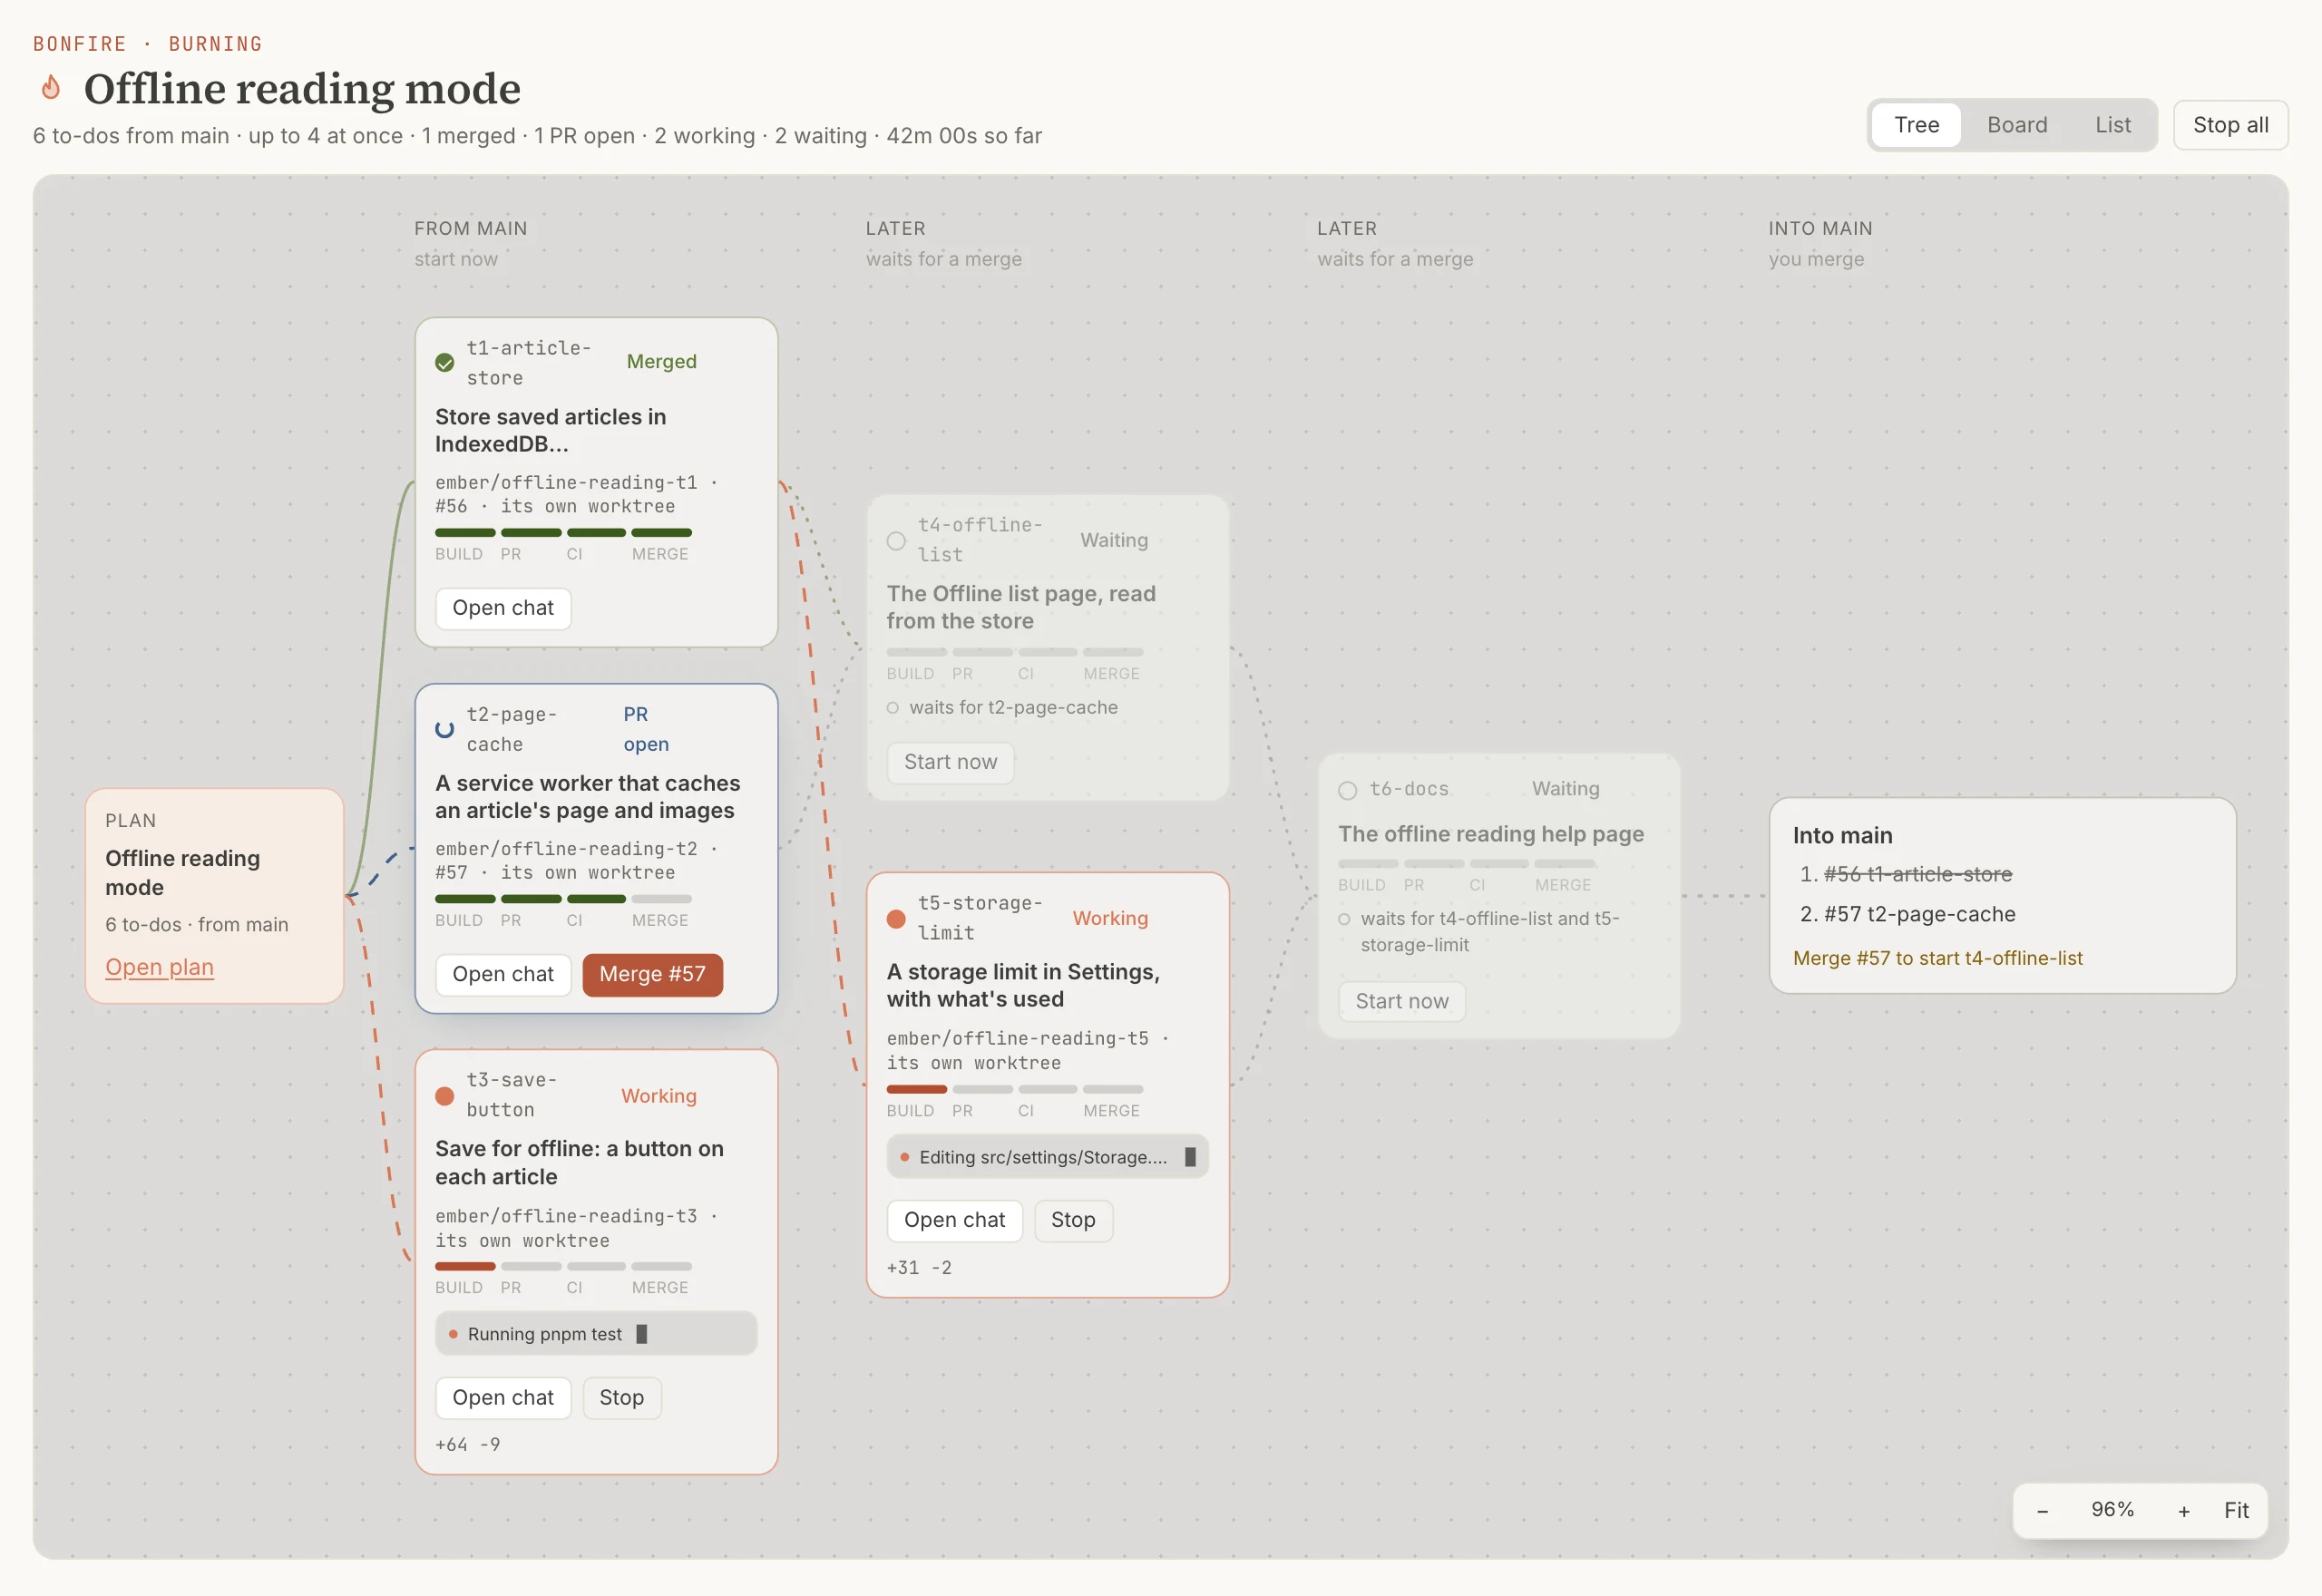 BONFIRE · BURNING
Offline reading mode
6 to-dos from main · up to 4 at once · 1 merged · 1 PR open · 2 working · 2 waiting · 42m 00s so far
Tree
Board
List
Stop all
FROM MAIN
start now
LATER
waits for a merge
LATER
waits for a merge
INTO MAIN
you merge
PLAN
Offline reading
mode
6 to-dos · from main
Open plan
t1-article-
store
Merged
Store saved articles in
IndexedDB...
ember/offline-reading-t1 ·
#56 · its own worktree
BUILD PR CI MERGE
Open chat
t2-page-
cache
PR
open
A service worker that caches
an article's page and images
ember/offline-reading-t2 ·
#57 · its own worktree
BUILD PR CI MERGE
Open chat
Merge #57
t3-save-
button
Working
Save for offline: a button on
each article
ember/offline-reading-t3 ·
its own worktree
BUILD PR CI MERGE
Running pnpm test
Open chat
Stop
+64 -9
t4-offline-
list
Waiting
The Offline list page, read
from the store
BUILD PR CI MERGE
waits for t2-page-cache
Start now
t5-storage-
limit
Working
A storage limit in Settings,
with what's used
ember/offline-reading-t5 ·
its own worktree
BUILD PR CI MERGE
Editing src/settings/Storage....
Open chat
Stop
+31 -2
t6-docs
Waiting
The offline reading help page
BUILD PR CI MERGE
waits for t4-offline-list and t5-
storage-limit
Start now
Into main
1. #56 t1-article-store
2. #57 t2-page-cache
Merge #57 to start t4-offline-list
− 96% + Fit